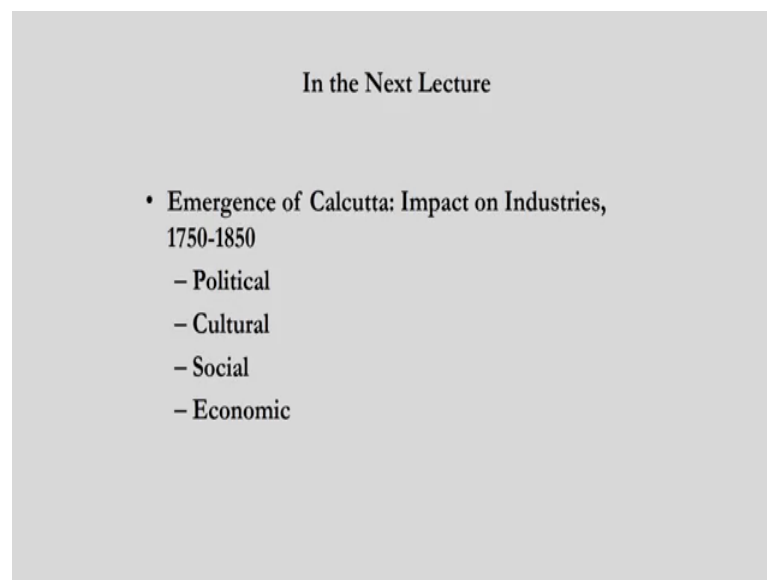 In the Next Lecture
• Emergence of Calcutta: Impact on Industries,
1750-1850
– Political
– Cultural
– Social
– Economic